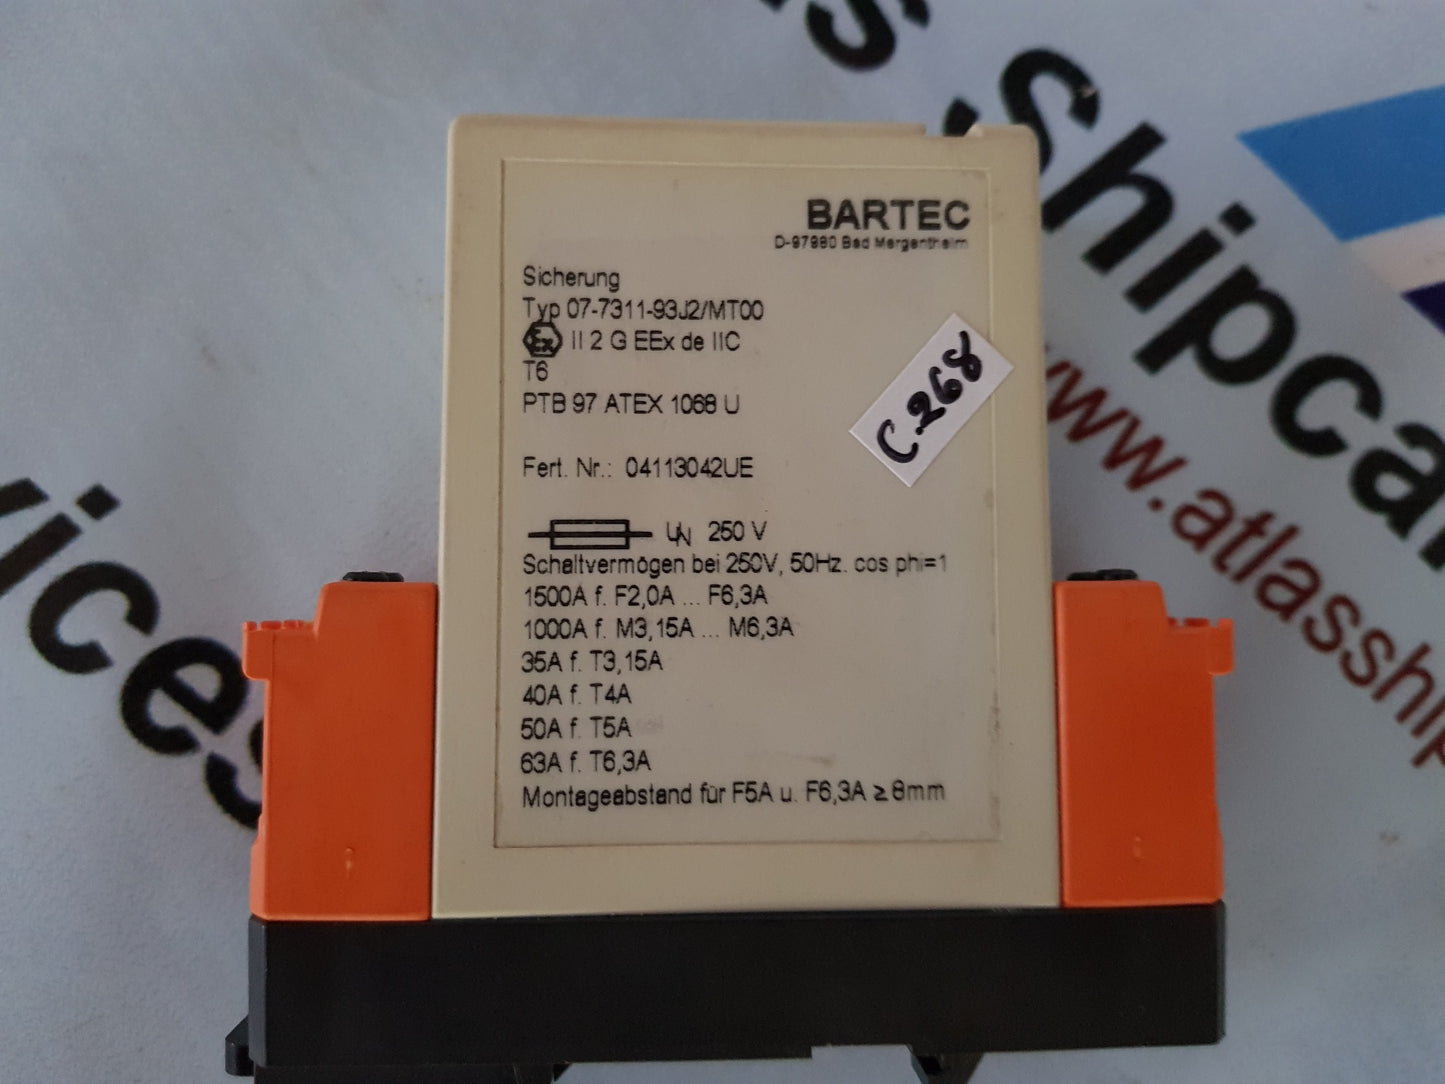 BARTEC
D-97980 Bad Mergentheim
Sicherung
Typ 07-7311-93J2/MT00
Ex II 2 G EEx de IIC
T6
PTB 97 ATEX 1068 U
C.268
Fert. Nr.: 04113042UE
UN 250 V
Schaltvermögen bei 250V, 50Hz. cos phi=1
1500A f. F2,0A ... F6,3A
1000A f. M3,15A ... M6,3A
35A f. T3,15A
40A f. T4A
50A f. T5A
63A f. T6,3A
Montageabstand für F5A u. F6,3A ≥ 8mm
shipcar
www.atlasship
vices